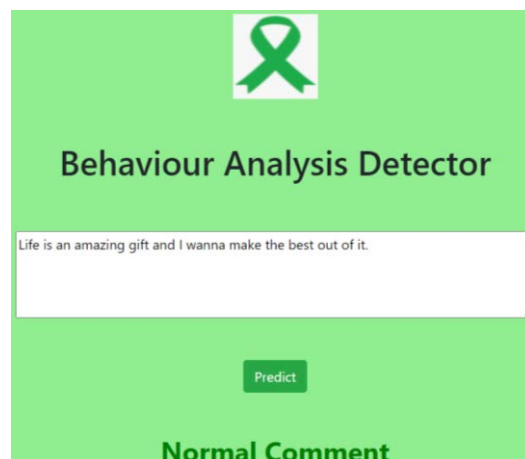 Behaviour Analysis Detector
Life is an amazing gift and I wanna make the best out of it.
Predict
Normal Comment